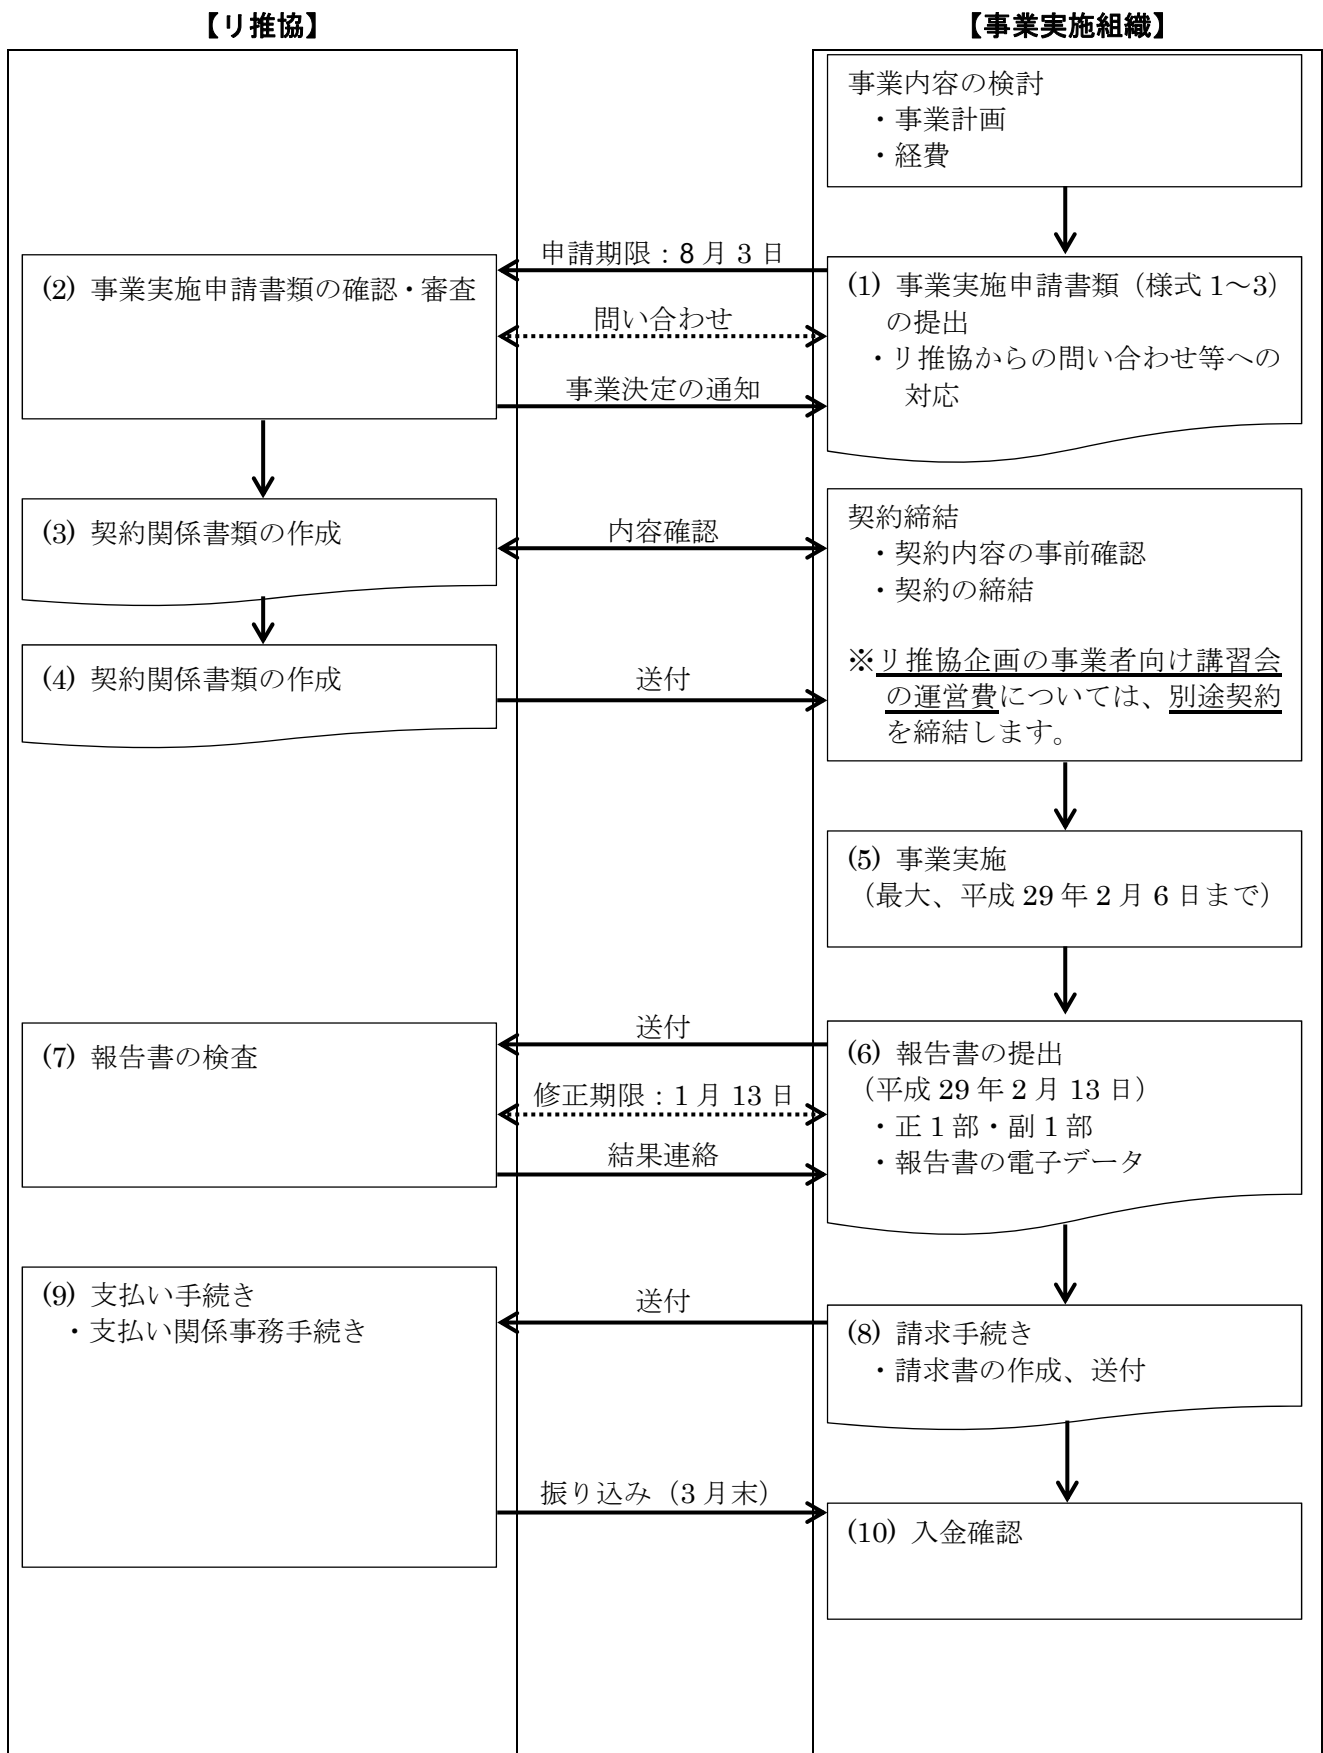 【リ推協】
【事業実施組織】
事業内容の検討
・事業計画
・経費
申請期限：8月3日
(2) 事業実施申請書類の確認・審査
問い合わせ
事業決定の通知
(1) 事業実施申請書類（様式1～3）
の提出
・リ推協からの問い合わせ等への
対応
(3) 契約関係書類の作成
内容確認
契約締結
・契約内容の事前確認
・契約の締結
※リ推協企画の事業者向け講習会
の運営費については、別途契約
を締結します。
(4) 契約関係書類の作成
送付
(5) 事業実施
（最大、平成29年2月6日まで）
送付
(7) 報告書の検査
修正期限：1月13日
結果連絡
(6) 報告書の提出
（平成29年2月13日）
・正1部・副1部
・報告書の電子データ
(9) 支払い手続き
・支払い関係事務手続き
送付
(8) 請求手続き
・請求書の作成、送付
振り込み（3月末）
(10) 入金確認